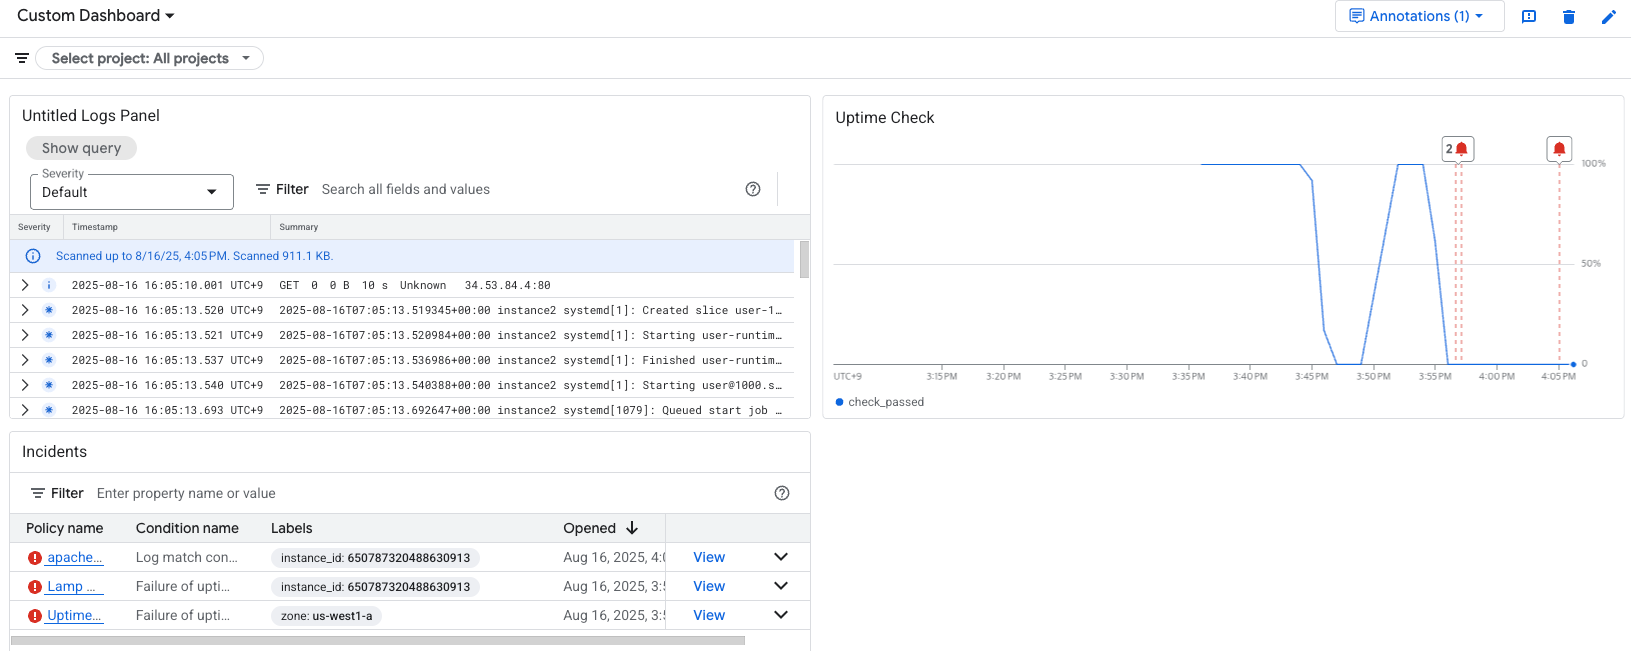 Custom Dashboard
Annotations (1)
Select project: All projects
Untitled Logs Panel
Show query
Severity
Default
Filter Search all fields and values
Severity Timestamp Summary
Scanned up to 8/16/25, 4:05 PM. Scanned 911.1 KB.
2025-08-16 16:05:10.001 UTC+9 GET 0 0 B 10 s Unknown 34.53.84.4:80
2025-08-16 16:05:13.520 UTC+9 2025-08-16T07:05:13.519345+00:00 instance2 systemd[1]: Created slice user-1…
2025-08-16 16:05:13.521 UTC+9 2025-08-16T07:05:13.520984+00:00 instance2 systemd[1]: Starting user-runtim…
2025-08-16 16:05:13.537 UTC+9 2025-08-16T07:05:13.536986+00:00 instance2 systemd[1]: Finished user-runtim…
2025-08-16 16:05:13.540 UTC+9 2025-08-16T07:05:13.540388+00:00 instance2 systemd[1]: Starting user@1000.s…
2025-08-16 16:05:13.693 UTC+9 2025-08-16T07:05:13.692647+00:00 instance2 systemd[1079]: Queued start job …
Uptime Check
2
100%
50%
0
UTC+9 3:15 PM 3:20 PM 3:25 PM 3:30 PM 3:35 PM 3:40 PM 3:45 PM 3:50 PM 3:55 PM 4:00 PM 4:05 PM
check_passed
Incidents
Filter Enter property name or value
Policy name Condition name Labels Opened
apache… Log match con… instance_id: 650787320488630913 Aug 16, 2025, 4:0 View
Lamp … Failure of upti… instance_id: 650787320488630913 Aug 16, 2025, 3:5 View
Uptime… Failure of upti… zone: us-west1-a Aug 16, 2025, 3:5 View